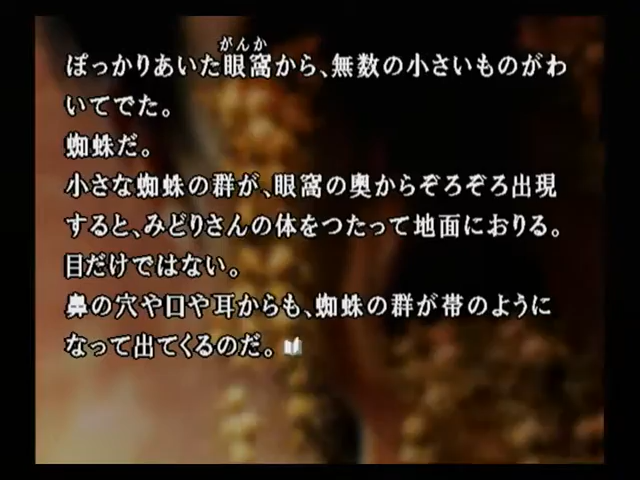 がんか
ぽっかりあいた眼窩から、無数の小さいものがわ
いてでた。
蜘蛛だ。
小さな蜘蛛の群が、眼窩の奥からぞろぞろ出現
すると、みどりさんの体をつたって地面におりる。
目だけではない。
鼻の穴や口や耳からも、蜘蛛の群が帯のように
なって出てくるのだ。